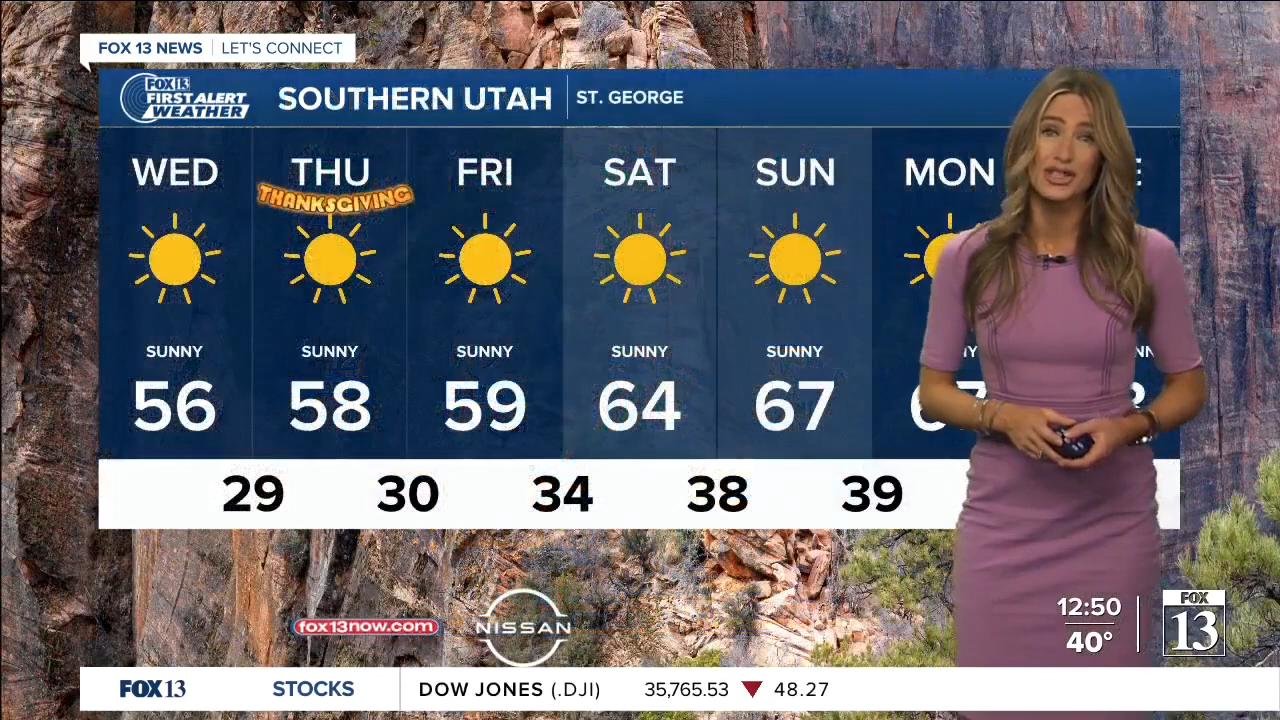 FOX 13 NEWS | LET'S CONNECT
FOX 13
FIRST ALERT
WEATHER
SOUTHERN UTAH | ST. GEORGE
WED THU FRI SAT SUN MON
THANKSGIVING
SUNNY SUNNY SUNNY SUNNY SUNNY
56 58 59 64 67
29 30 34 38 39
fox13now.com
NISSAN
12:50
40°
FOX
13
FOX 13 STOCKS DOW JONES (.DJI) 35,765.53 ▼ 48.27